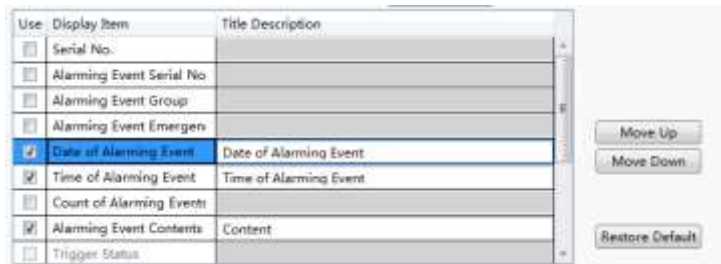 Use Display Item Title Description
Serial No.
Alarming Event Serial No
Alarming Event Group
Alarming Event Emergen
Date of Alarming Event Date of Alarming Event
Time of Alarming Event Time of Alarming Event
Count of Alarming Events
Alarming Event Contents Content
Trigger Status
Move Up
Move Down
Restore Default